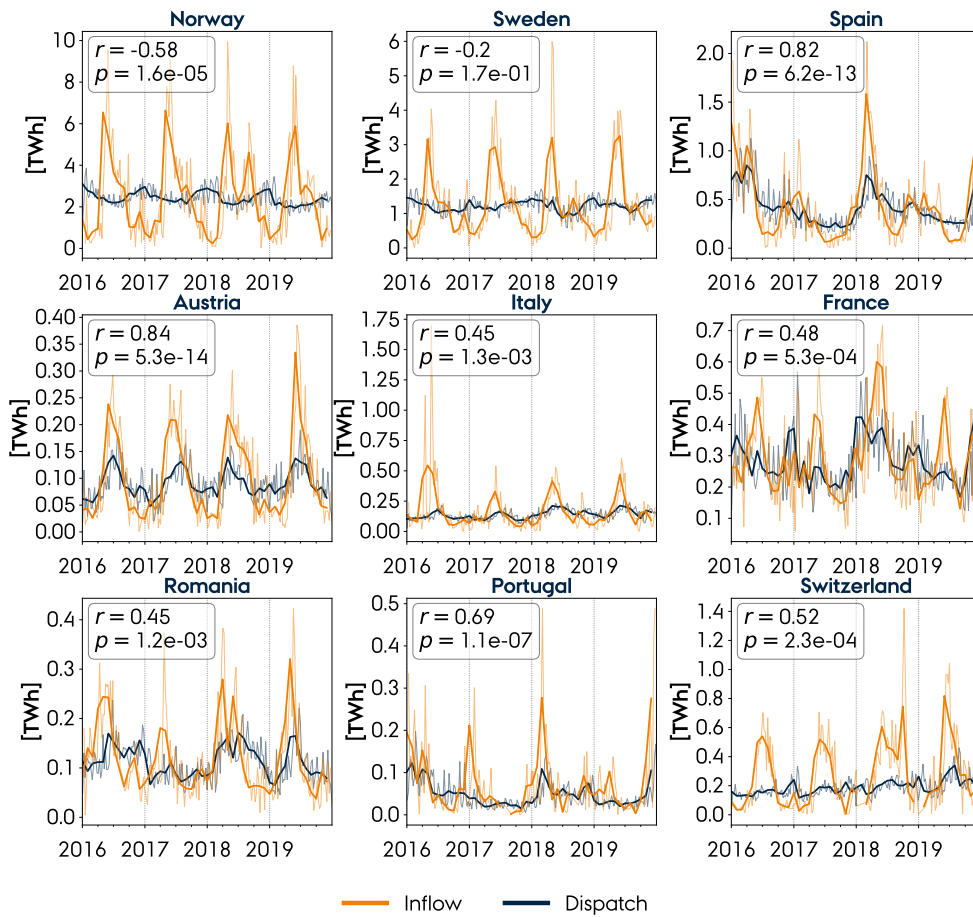 Norway
Sweden
Spain
r = -0.58
p = 1.6e-05
r = -0.2
p = 1.7e-01
r = 0.82
p = 6.2e-13
[TWh]
10
8
6
4
2
0
[TWh]
6
5
4
3
2
1
0
[TWh]
2.0
1.5
1.0
0.5
0.0
2016 2017 2018 2019
2016 2017 2018 2019
2016 2017 2018 2019
Austria
Italy
France
r = 0.84
p = 5.3e-14
r = 0.45
p = 1.3e-03
r = 0.48
p = 5.3e-04
[TWh]
0.40
0.35
0.30
0.25
0.20
0.15
0.10
0.05
0.00
[TWh]
1.75
1.50
1.25
1.00
0.75
0.50
0.25
0.00
[TWh]
0.7
0.6
0.5
0.4
0.3
0.2
0.1
2016 2017 2018 2019
2016 2017 2018 2019
2016 2017 2018 2019
Romania
Portugal
Switzerland
r = 0.45
p = 1.2e-03
r = 0.69
p = 1.1e-07
r = 0.52
p = 2.3e-04
[TWh]
0.4
0.3
0.2
0.1
0.0
[TWh]
0.5
0.4
0.3
0.2
0.1
0.0
[TWh]
1.4
1.2
1.0
0.8
0.6
0.4
0.2
0.0
2016 2017 2018 2019
2016 2017 2018 2019
2016 2017 2018 2019
Inflow
Dispatch